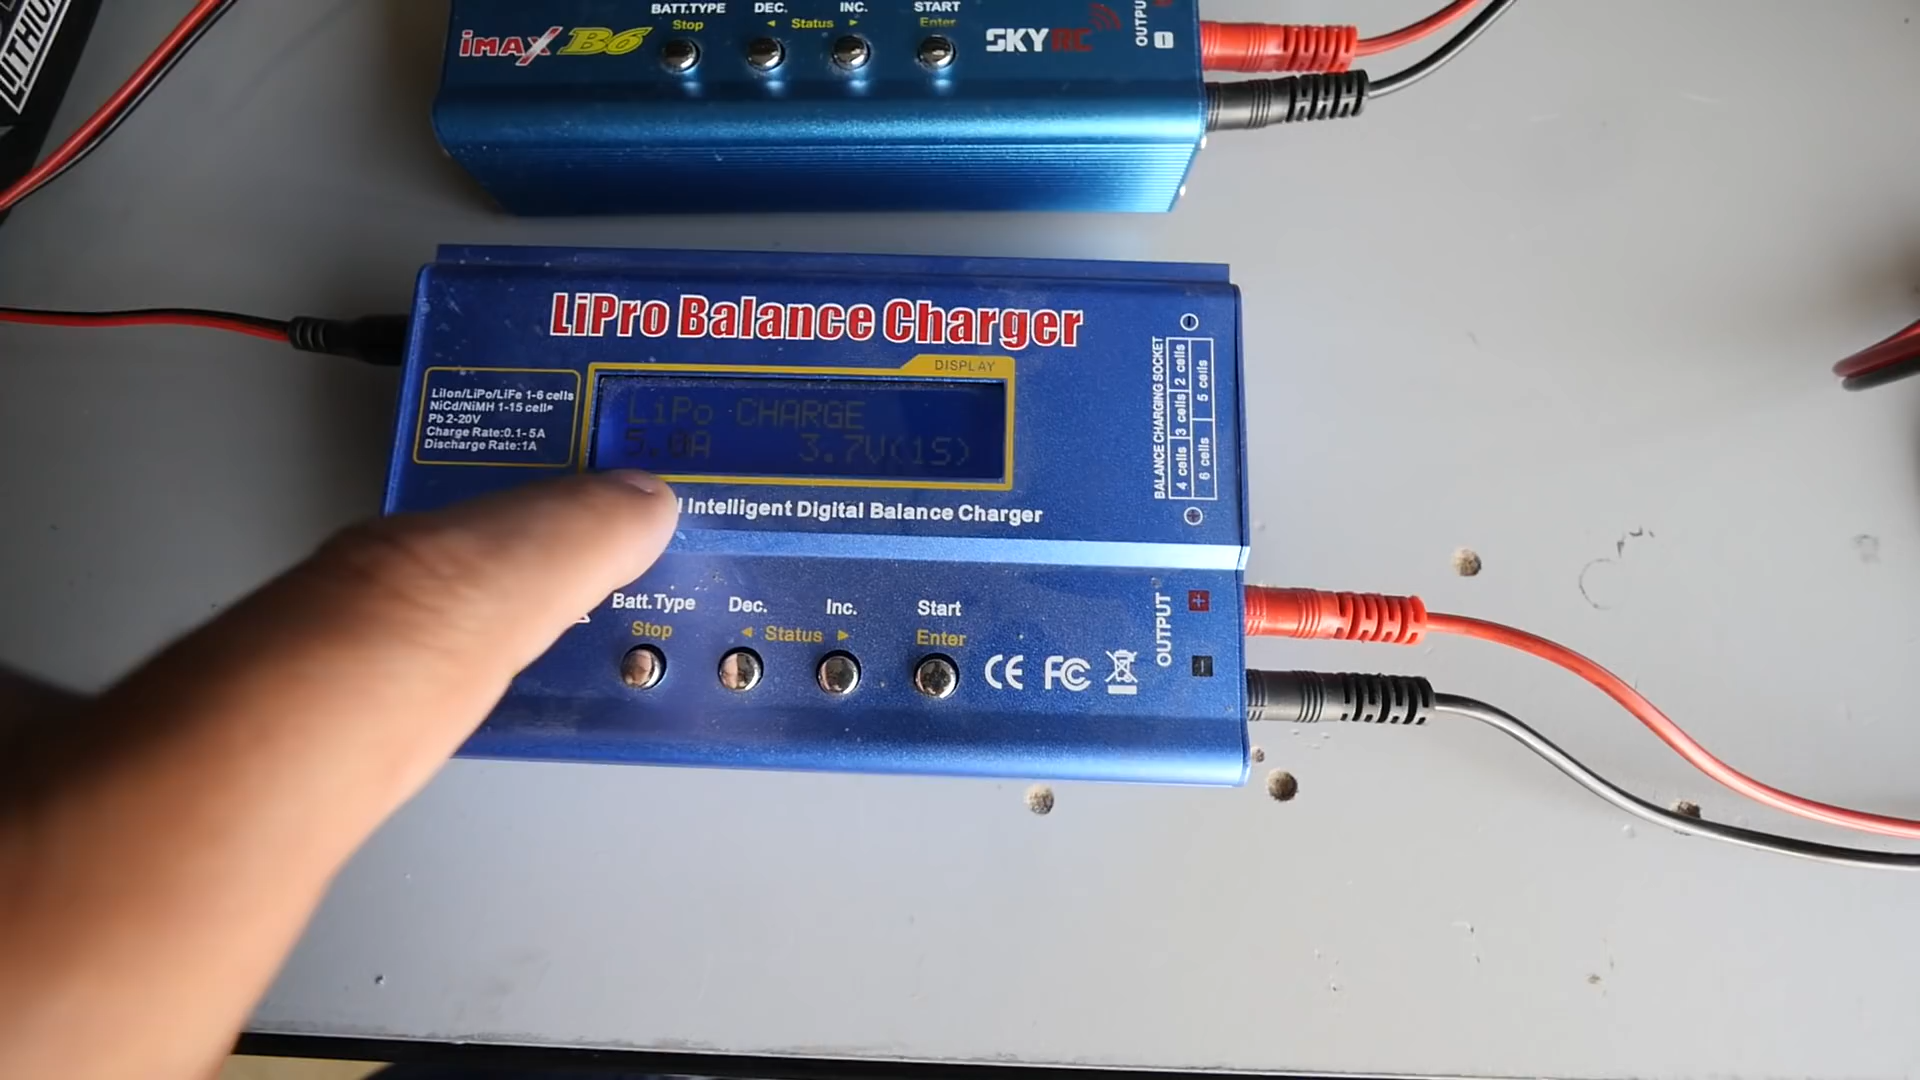 LITHIUM
BATT.TYPE DEC. INC. START
Stop ◄ Status ► Enter
iMAX B6
SKYRC
LiPro Balance Charger
DISPLAY
LiIon/LiPo/LiFe 1-6 cells
NiCd/NiMH 1-15 cells
Pb 2-20V
Charge Rate:0.1-5A
Discharge Rate:1A
LiPo CHARGE
5.0A 3.7V(1S)
Intelligent Digital Balance Charger
BALANCE CHARGING SOCKET
2 cells
3 cells
4 cells
5 cells
6 cells
Batt.Type Dec. Inc. Start
Stop ◄ Status ► Enter
CE FC
OUTPUT
+
-